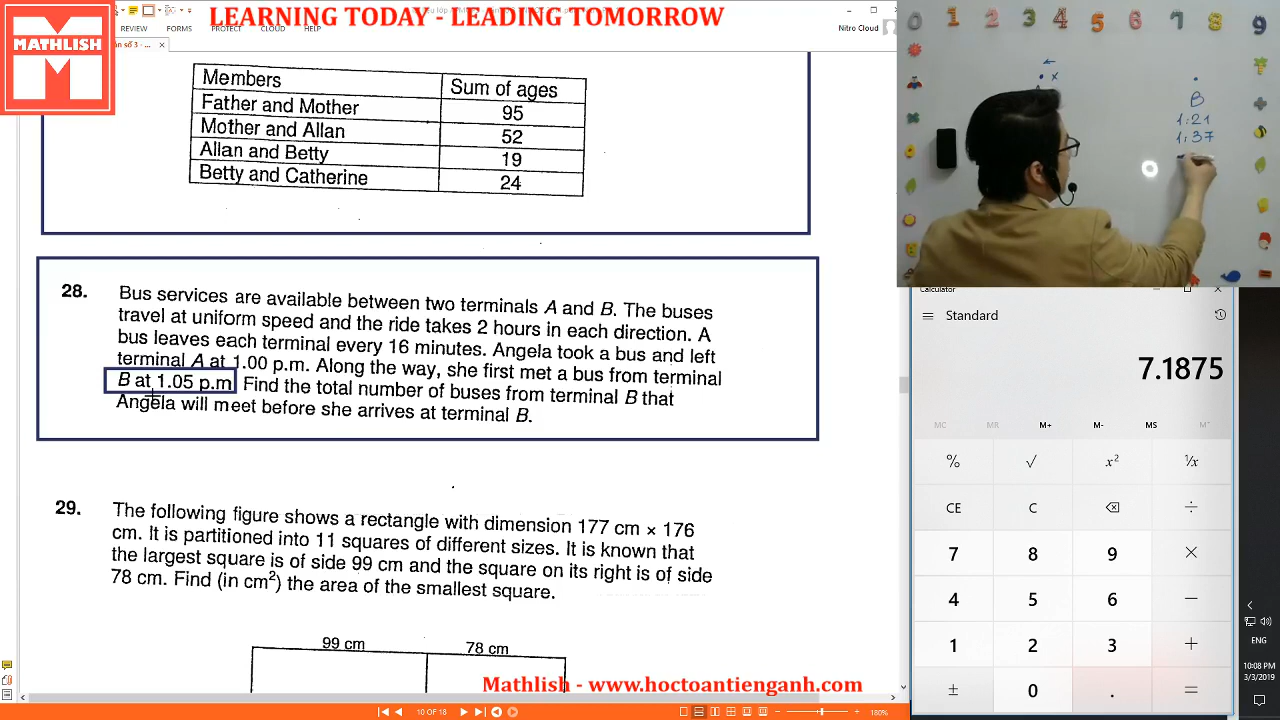 LEARNING TODAY - LEADING TOMORROW
MATHLISH
REVIEW FORMS PROTECT CLOUD HELP
Nitro Cloud
Members Sum of ages
Father and Mother 95
Mother and Allan 52
Allan and Betty 19
Betty and Catherine 24
28. Bus services are available between two terminals A and B. The buses
travel at uniform speed and the ride takes 2 hours in each direction. A
bus leaves each terminal every 16 minutes. Angela took a bus and left
terminal A at 1.00 p.m. Along the way, she first met a bus from terminal
B at 1.05 p.m. Find the total number of buses from terminal B that
Angela will meet before she arrives at terminal B.
29. The following figure shows a rectangle with dimension 177 cm × 176
cm. It is partitioned into 11 squares of different sizes. It is known that
the largest square is of side 99 cm and the square on its right is of side
78 cm. Find (in cm²) the area of the smallest square.
99 cm 78 cm
Mathlish - www.hoctoantienganh.com
10 OF 18
180%
0 1 2 3 4 5 6 7 8 9
x
B
1:21
1:37
Calculator
Standard
7.1875
MC MR M+ M- MS M˅
% √ x² ¹/x
CE C ÷
7 8 9 ×
4 5 6 −
1 2 3 +
± 0 . =
ENG
10:08 PM
3/3/2019